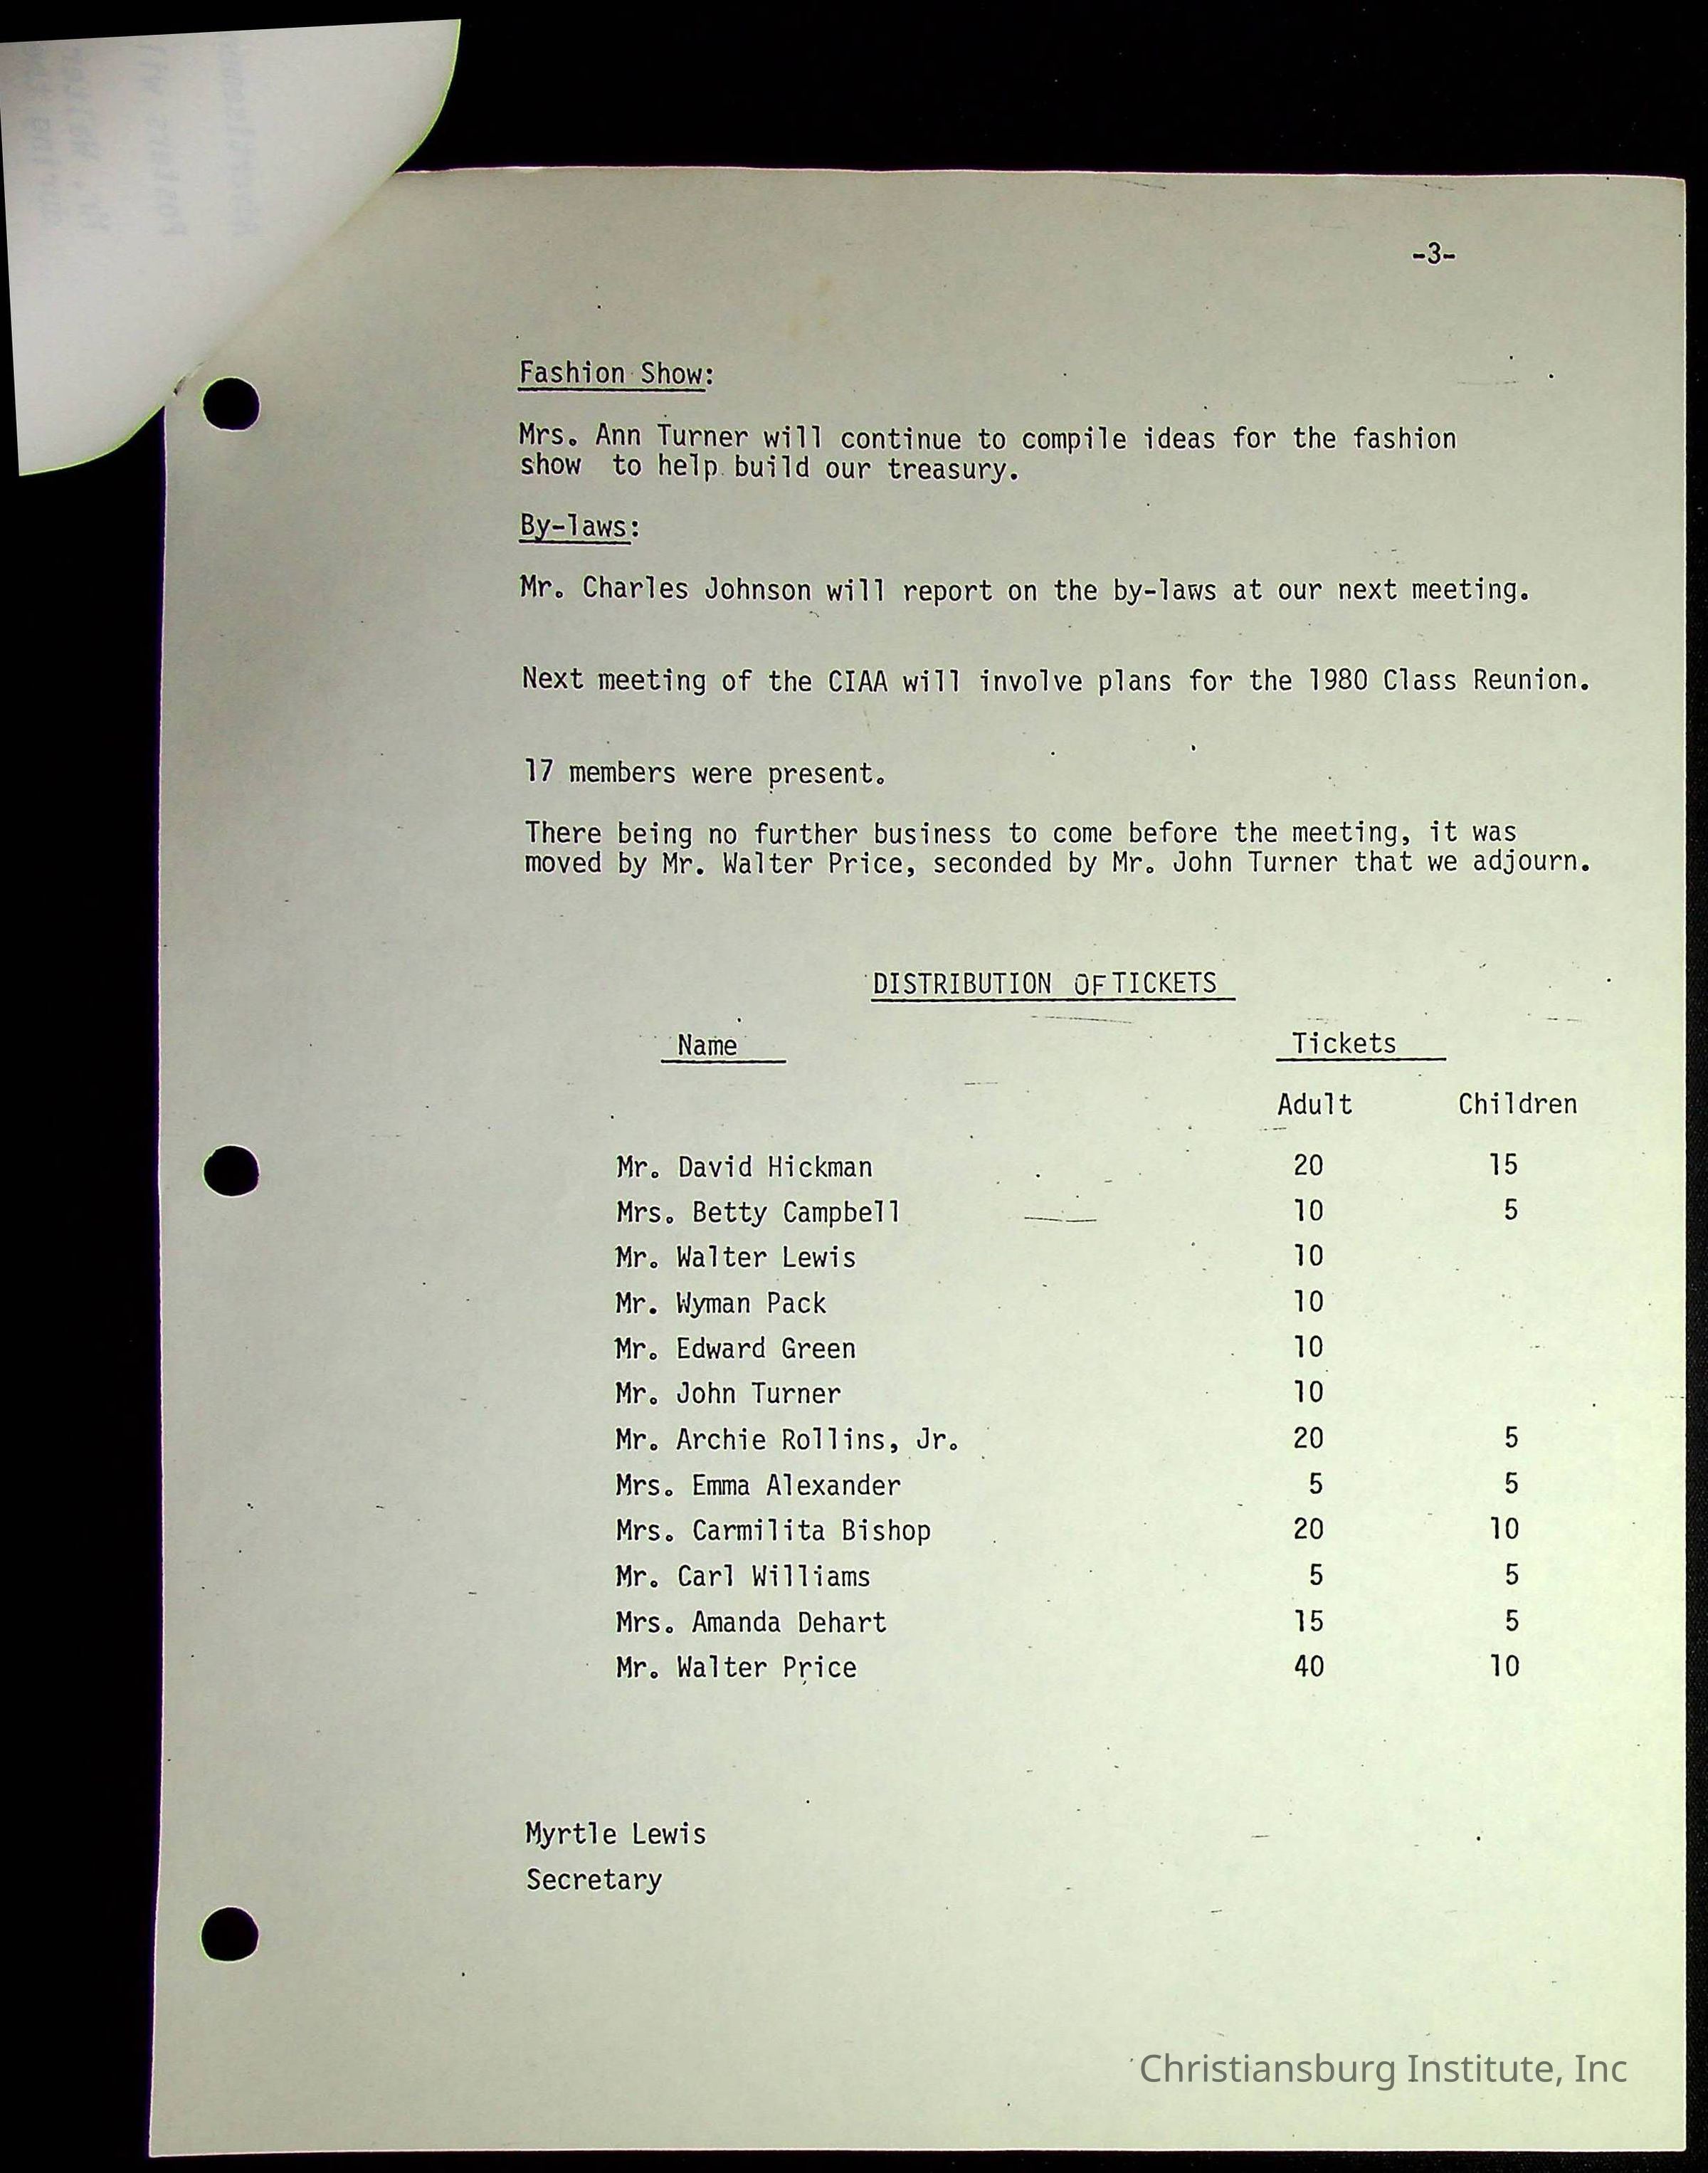 -3-
Fashion Show:
Mrs. Ann Turner will continue to compile ideas for the fashion
show to help build our treasury.
By-laws:
Mr. Charles Johnson will report on the by-laws at our next meeting.
Next meeting of the CIAA will involve plans for the 1980 Class Reunion.
17 members were present.
There being no further business to come before the meeting, it was
moved by Mr. Walter Price, seconded by Mr. John Turner that we adjourn.
DISTRIBUTION OF TICKETS
Name Tickets
Adult Children
Mr. David Hickman 20 15
Mrs. Betty Campbell 10 5
Mr. Walter Lewis 10
Mr. Wyman Pack 10
Mr. Edward Green 10
Mr. John Turner 10
Mr. Archie Rollins, Jr. 20 5
Mrs. Emma Alexander 5 5
Mrs. Carmilita Bishop 20 10
Mr. Carl Williams 5 5
Mrs. Amanda Dehart 15 5
Mr. Walter Price 40 10
Myrtle Lewis
Secretary
Christiansburg Institute, Inc